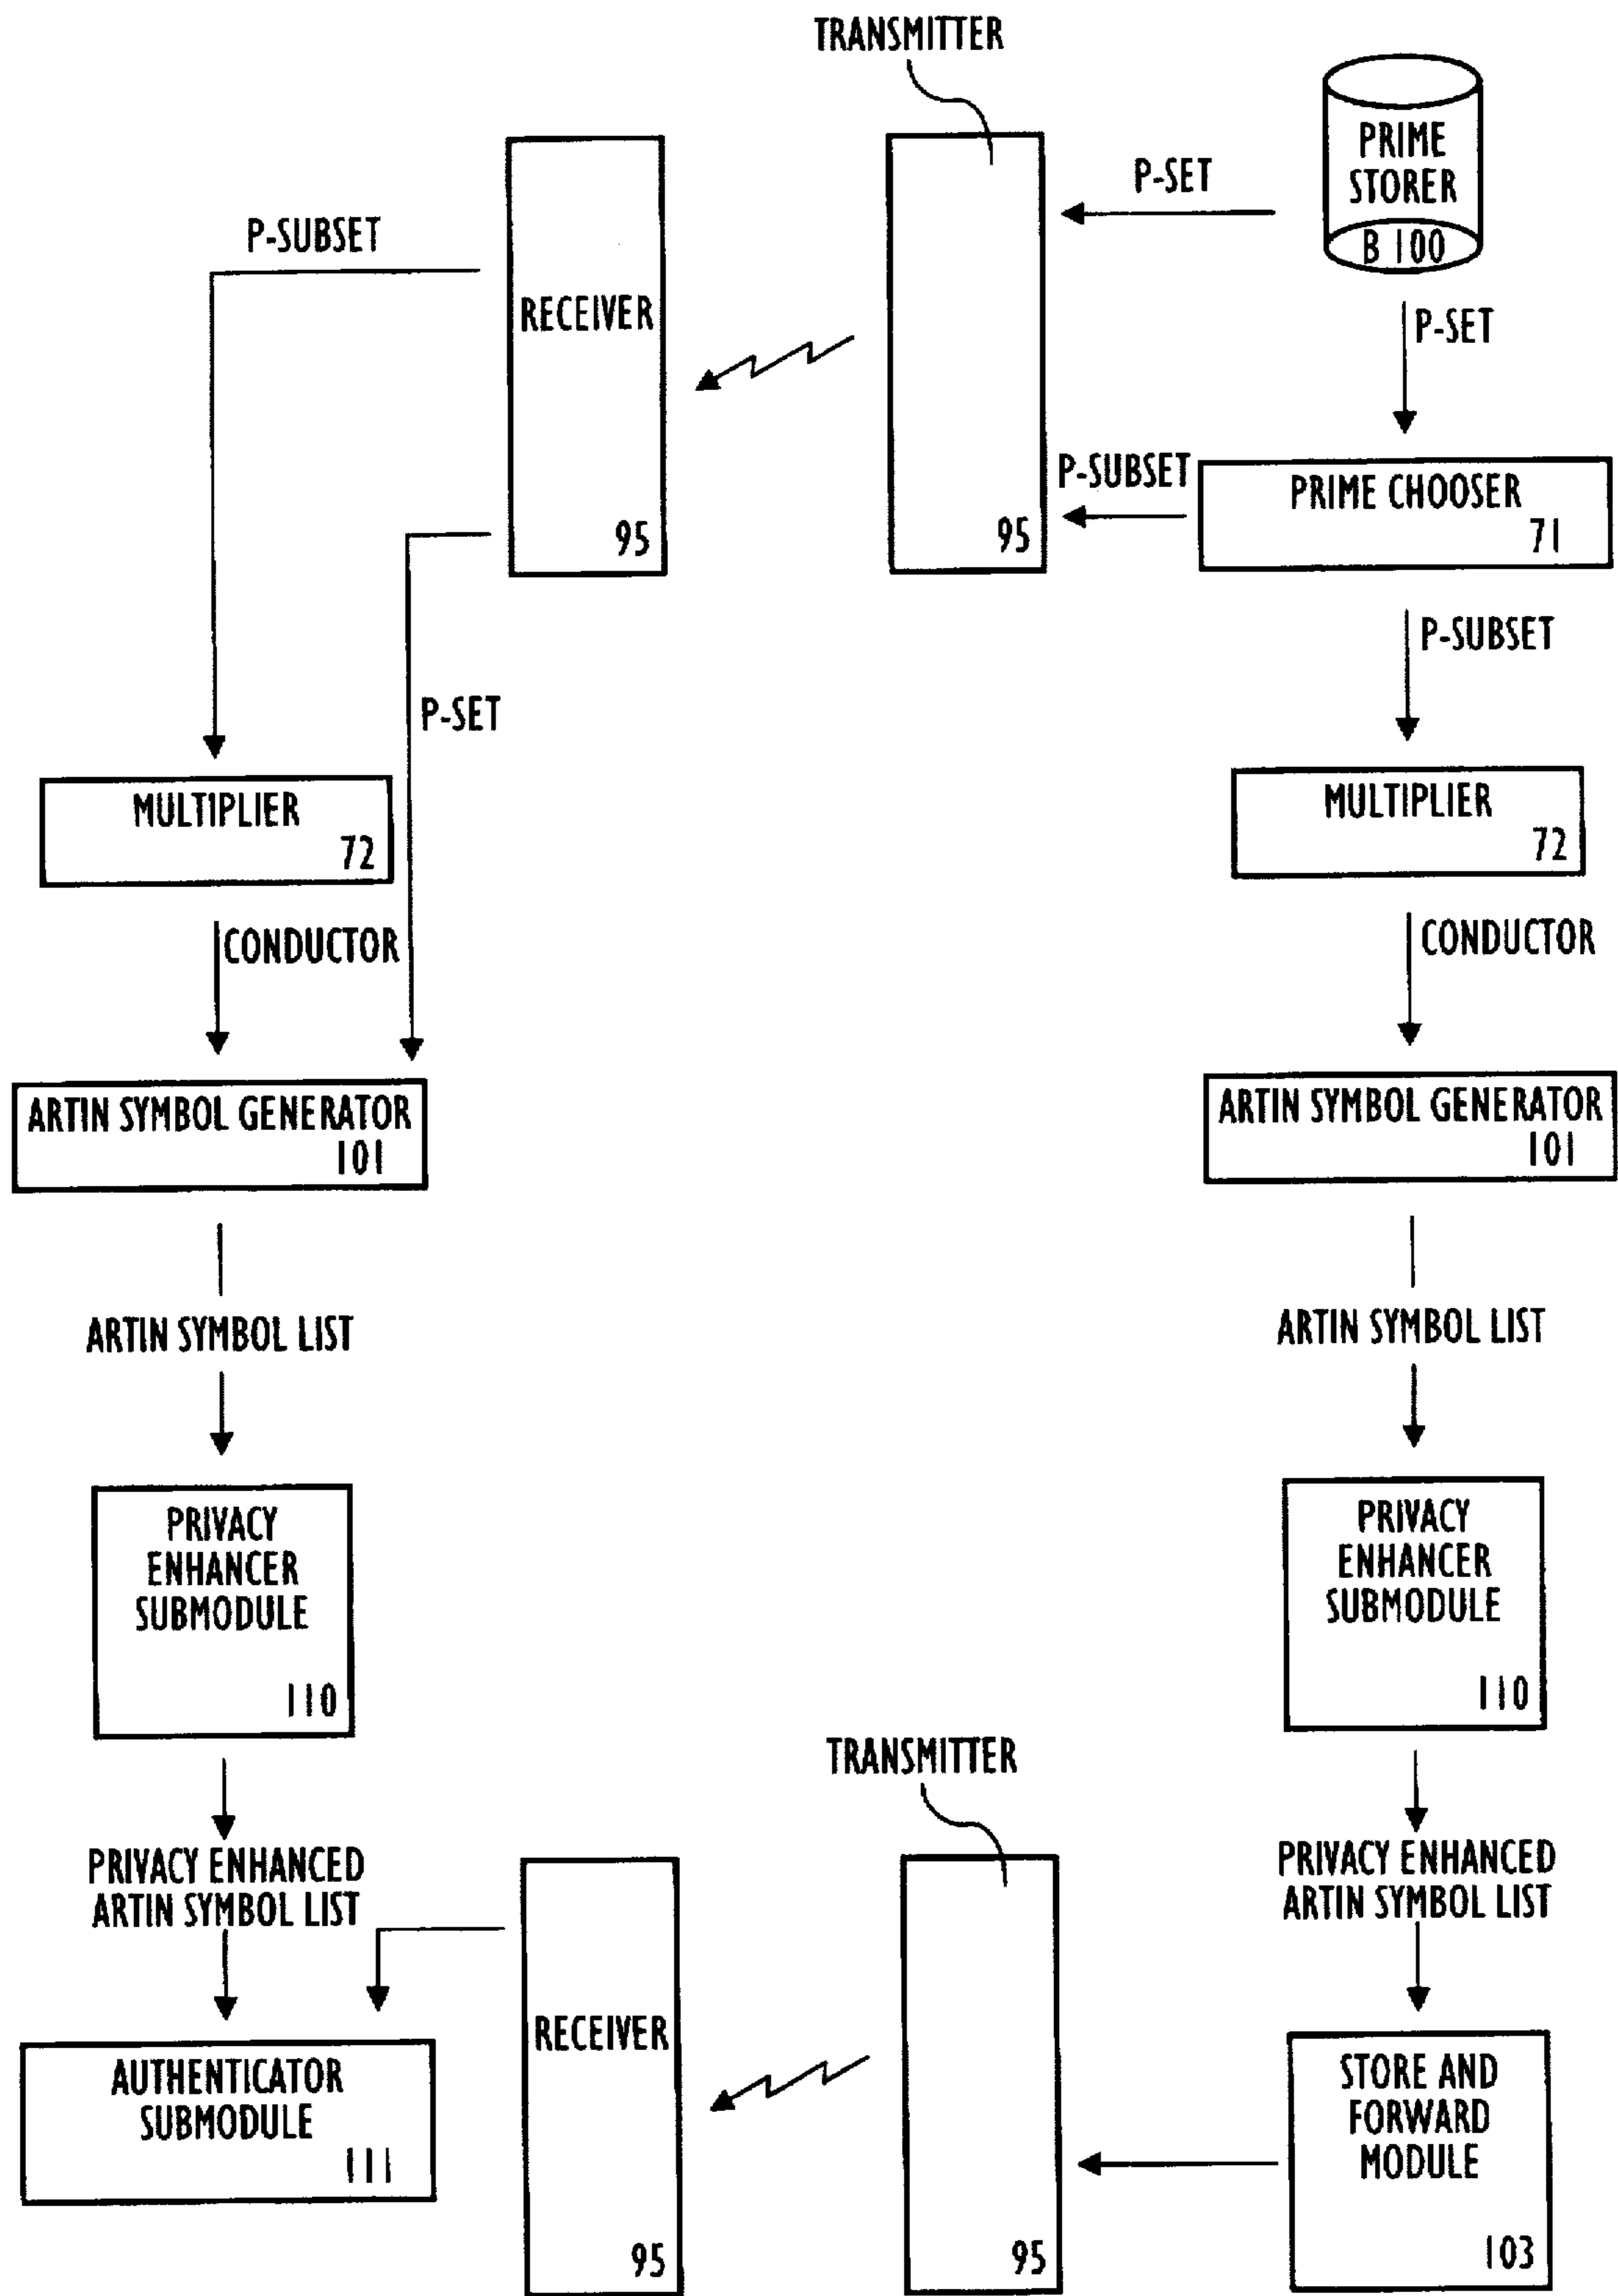 TRANSMITTER
PRIME
STORER
B 100
P-SET
P-SUBSET
RECEIVER
P-SET
P-SUBSET
PRIME CHOOSER
71
95
95
P-SUBSET
P-SET
MULTIPLIER
72
MULTIPLIER
72
CONDUCTOR
CONDUCTOR
ARTIN SYMBOL GENERATOR
101
ARTIN SYMBOL GENERATOR
101
ARTIN SYMBOL LIST
ARTIN SYMBOL LIST
PRIVACY
ENHANCER
SUBMODULE
110
PRIVACY
ENHANCER
SUBMODULE
110
TRANSMITTER
PRIVACY ENHANCED
ARTIN SYMBOL LIST
PRIVACY ENHANCED
ARTIN SYMBOL LIST
RECEIVER
AUTHENTICATOR
SUBMODULE
111
STORE AND
FORWARD
MODULE
103
95
95